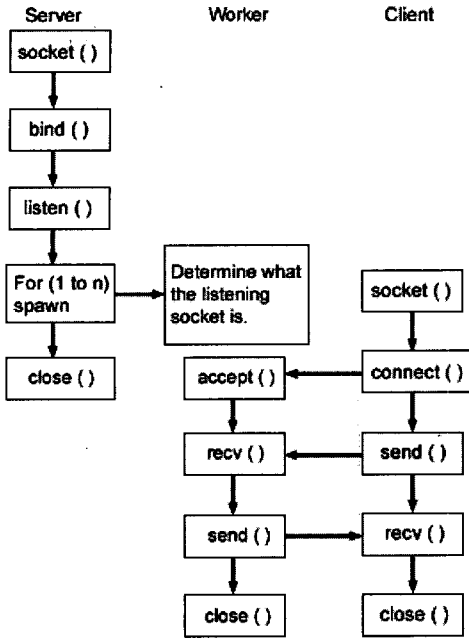 Server
Worker
Client
socket ( )
bind ( )
listen ( )
For (1 to n)
spawn
Determine what
the listening
socket is.
socket ( )
close ( )
accept ( )
connect ( )
recv ( )
send ( )
send ( )
recv ( )
close ( )
close ( )